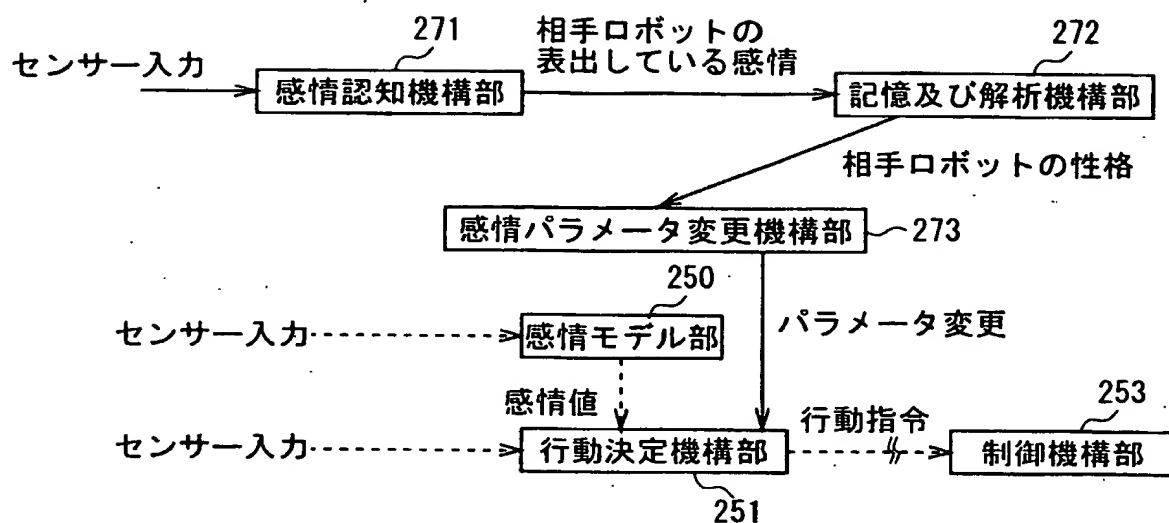 271
相手ロボットの
表出している感情
272
センサー入力
感情認知機構部
記憶及び解析機構部
相手ロボットの性格
感情パラメータ変更機構部
273
250
センサー入力
感情モデル部
パラメータ変更
感情値
253
行動指令
センサー入力
行動決定機構部
制御機構部
251